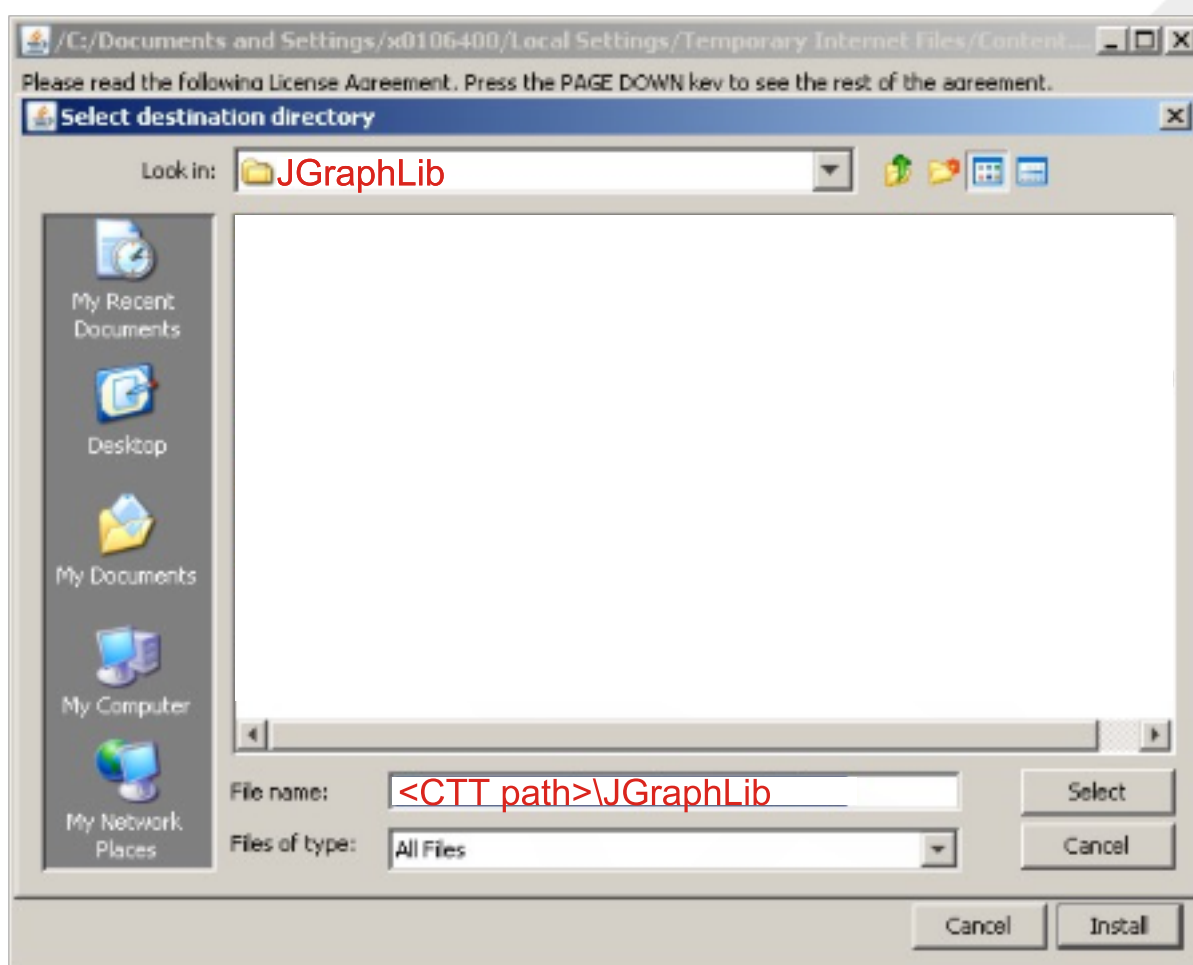 /C:/Documents and Settings/x0106400/Local Settings/Temporary Internet Files/Content....
Please read the following License Agreement. Press the PAGE DOWN key to see the rest of the agreement.
Select destination directory
Look in:
JGraphLib
My Recent
Documents
Desktop
My Documents
My Computer
My Network
Places
File name:
<CTT path>\JGraphLib
Select
Files of type:
All Files
Cancel
Cancel
Install